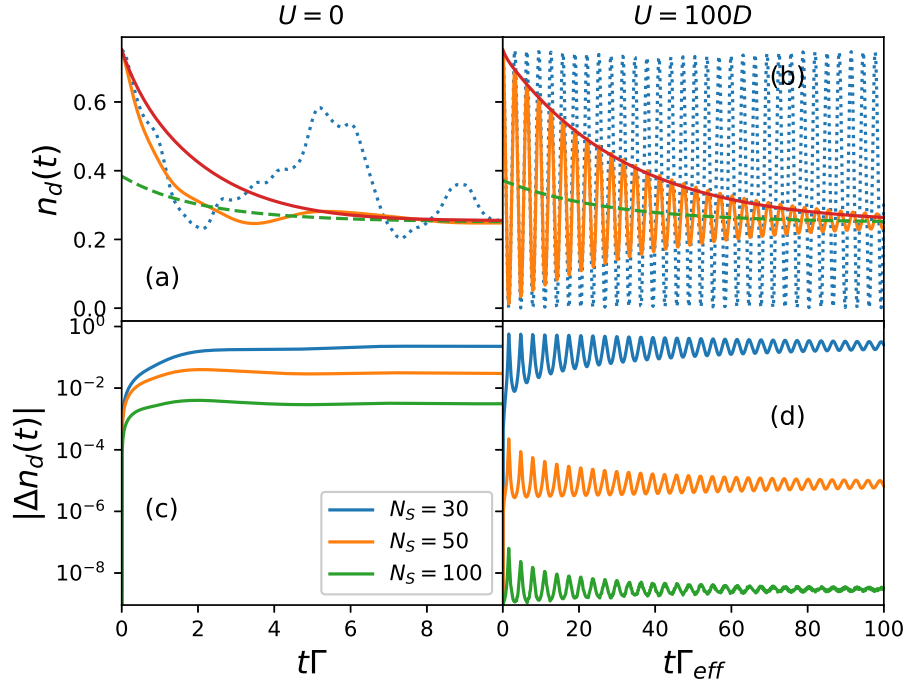 U = 0
U = 100D
n_d(t)
0.6
0.4
0.2
0.0
(a)
(b)
|Δn_d(t)|
10^0
10^−2
10^−4
10^−6
10^−8
(c)
(d)
N_S = 30
N_S = 50
N_S = 100
0 2 4 6 8
0 20 40 60 80 100
tΓ
tΓ_eff